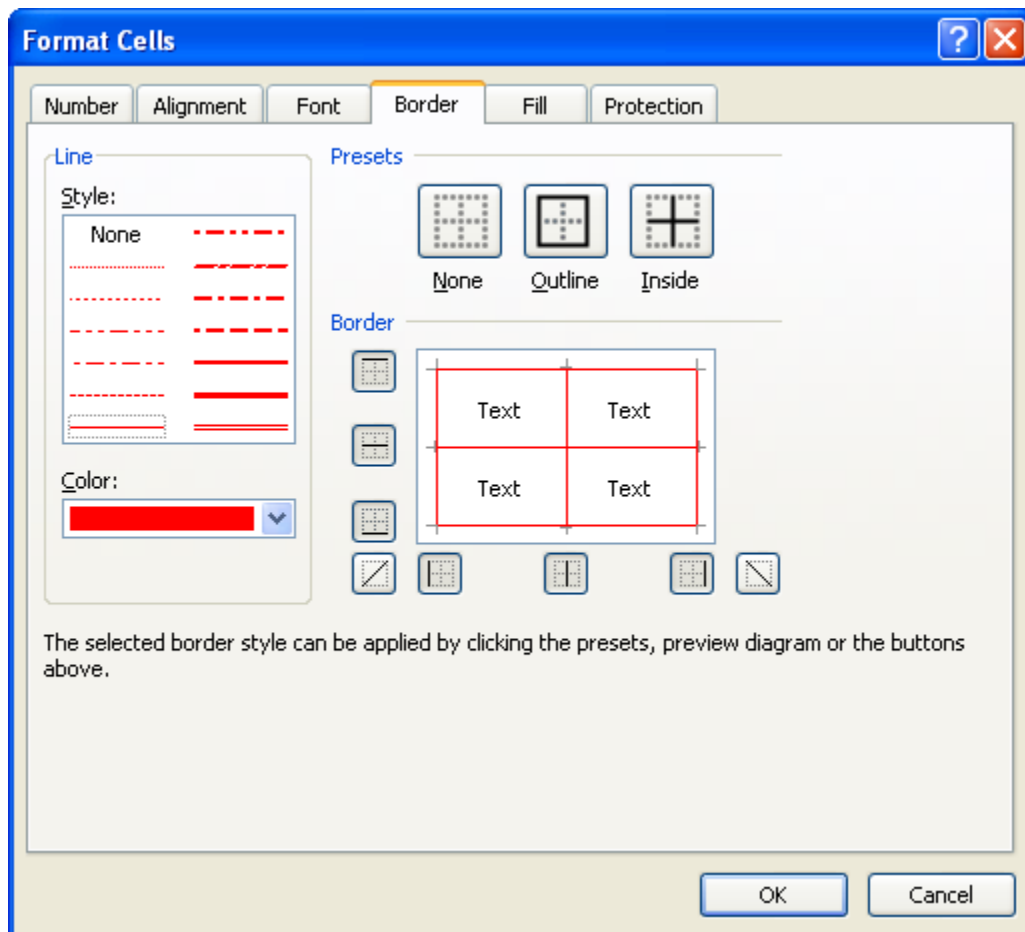 Format Cells
Number Alignment Font Border Fill Protection
Line
Style:
None
Color:
Presets
None Outline Inside
Border
Text Text
Text Text
The selected border style can be applied by clicking the presets, preview diagram or the buttons
above.
OK Cancel